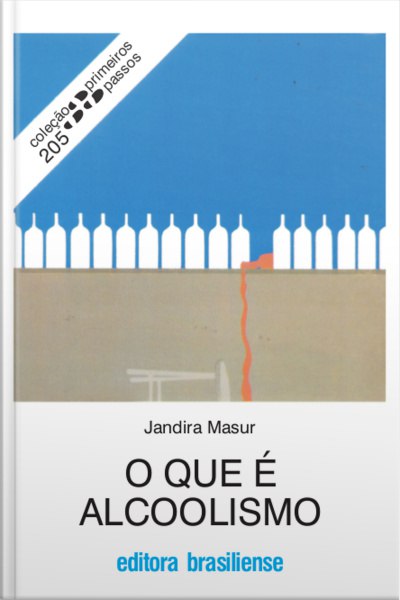 coleção primeiros
205 passos
Jandira Masur
O QUE É
ALCOOLISMO
editora brasiliense